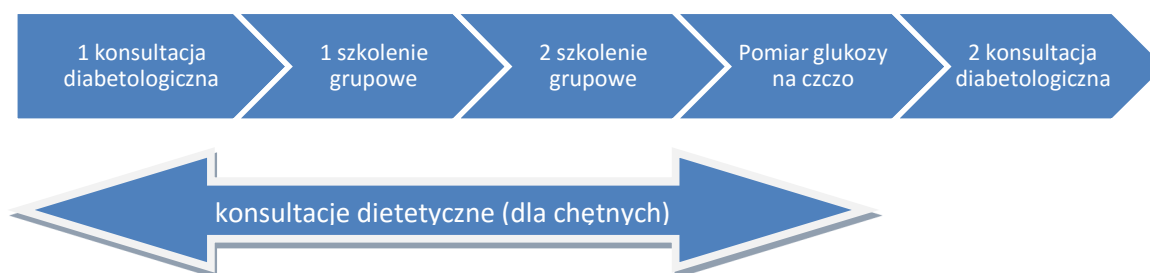 1 konsultacja
diabetologiczna
1 szkolenie
grupowe
2 szkolenie
grupowe
Pomiar glukozy
na czczo
2 konsultacja
diabetologiczna
konsultacje dietetyczne (dla chętnych)